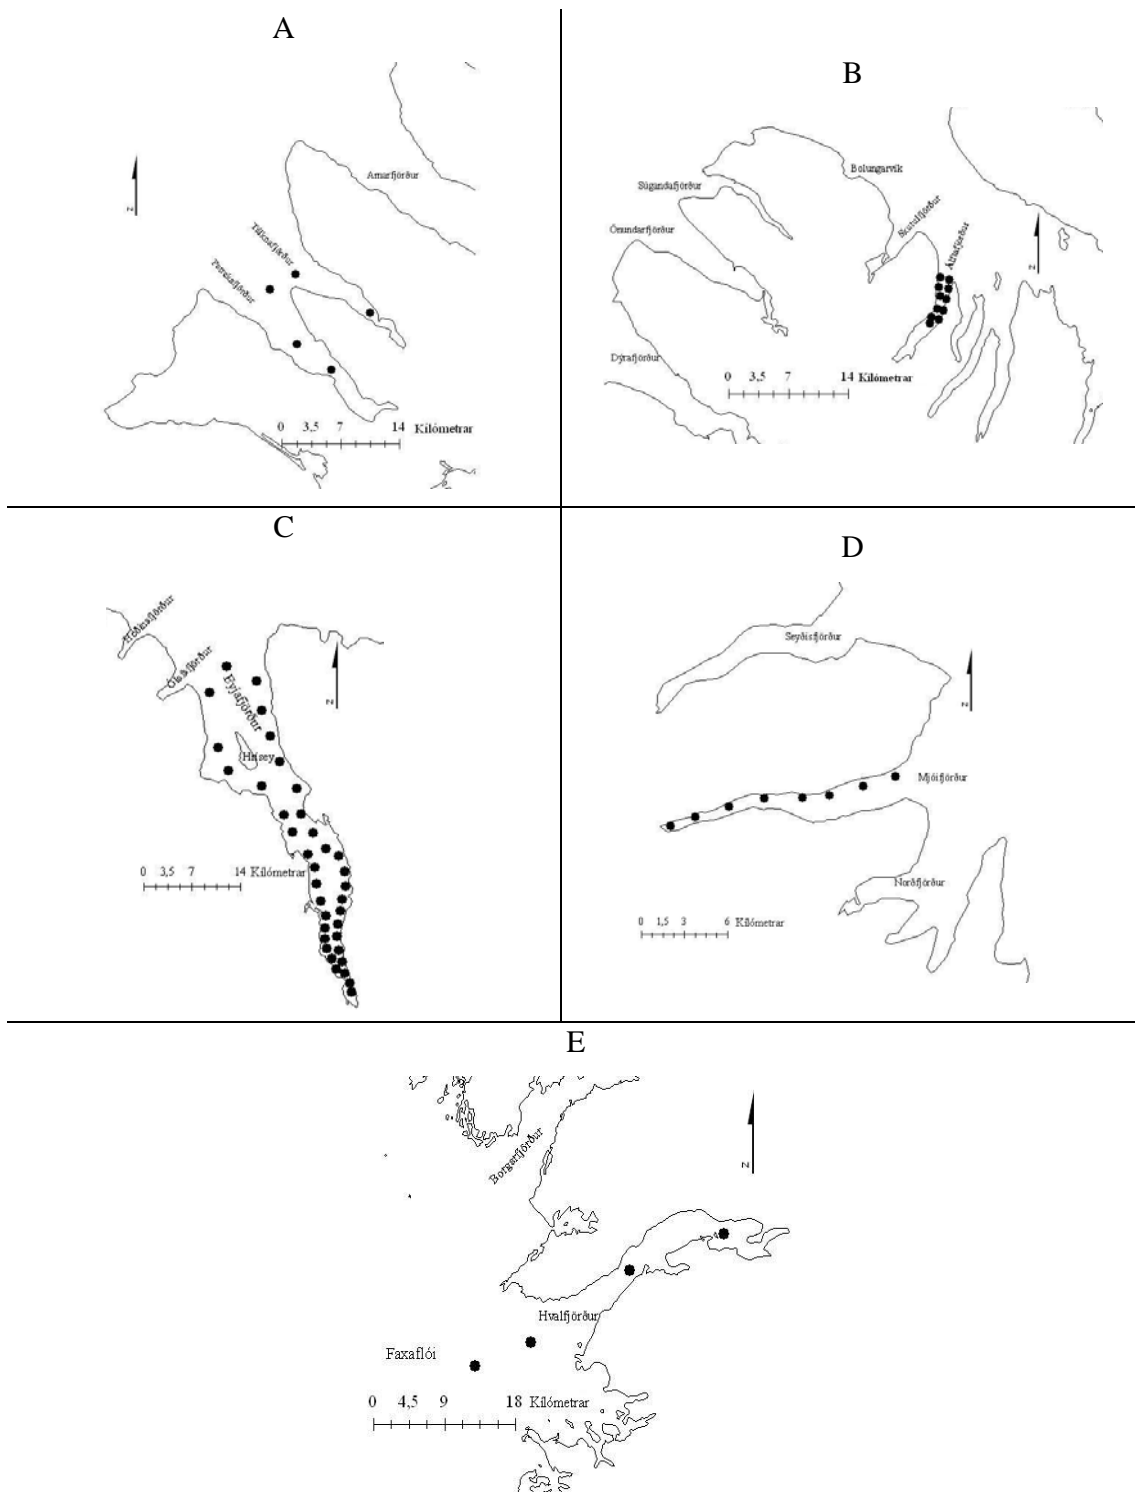 A
Arnarfjörður
Tálknafjörður
Patreksfjörður
N
0 3,5 7 14 Kílómetrar
B
Bolungarvík
Súgandafjörður
Skutulsfjörður
Önundarfjörður
Álftafjörður
N
Dýrafjörður
0 3,5 7 14 Kílómetrar
C
Héðinsfjörður
Ólafsfjörður
Eyjafjörður
N
Hrísey
0 3,5 7 14 Kílómetrar
D
Seyðisfjörður
N
Mjóifjörður
Norðfjörður
0 1,5 3 6 Kílómetrar
E
Borgarfjörður
N
Hvalfjörður
Faxaflói
0 4,5 9 18 Kílómetrar